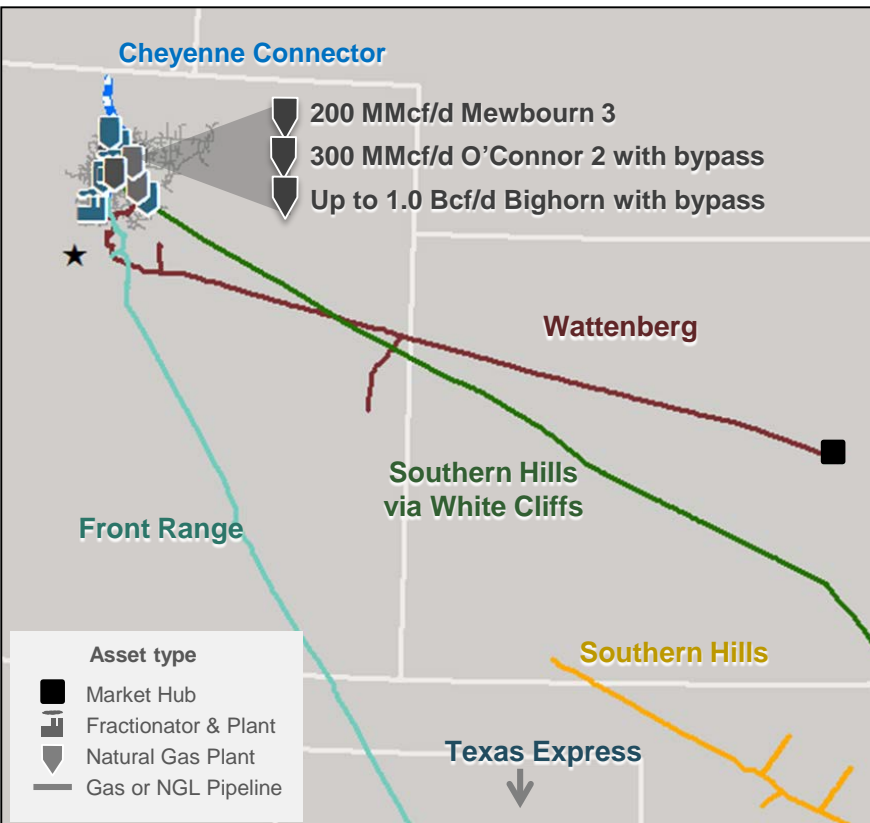 Cheyenne Connector
200 MMcf/d Mewbourn 3
300 MMcf/d O'Connor 2 with bypass
Up to 1.0 Bcf/d Bighorn with bypass
Wattenberg
Southern Hills
via White Cliffs
Front Range
Southern Hills
Texas Express
Asset type
Market Hub
Fractionator & Plant
Natural Gas Plant
Gas or NGL Pipeline